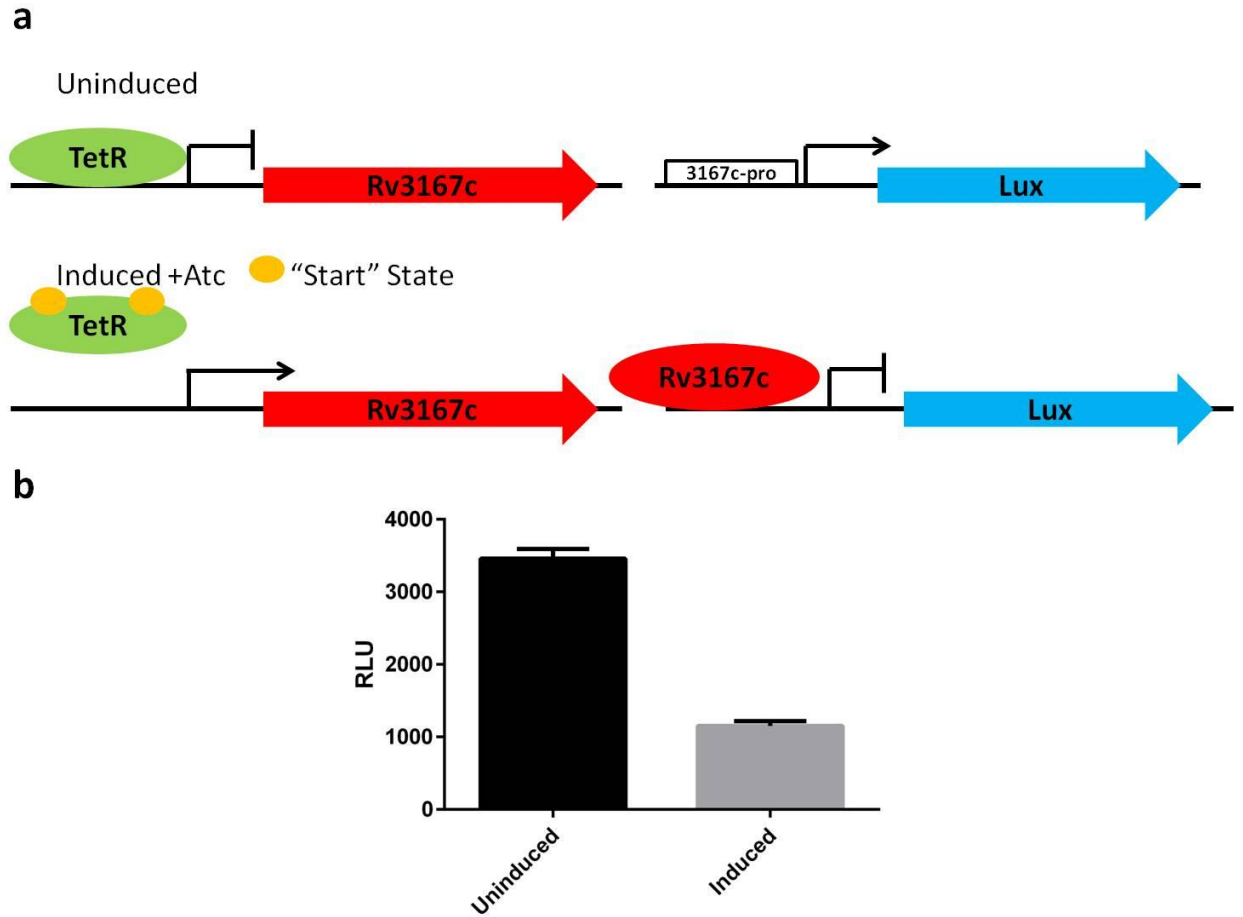 a
Uninduced
TetR
Rv3167c
3167c-pro
Lux
Induced +Atc "Start" State
TetR
Rv3167c
Rv3167c
Lux
b
4000
3000
2000
1000
0
RLU
Uninduced
Induced